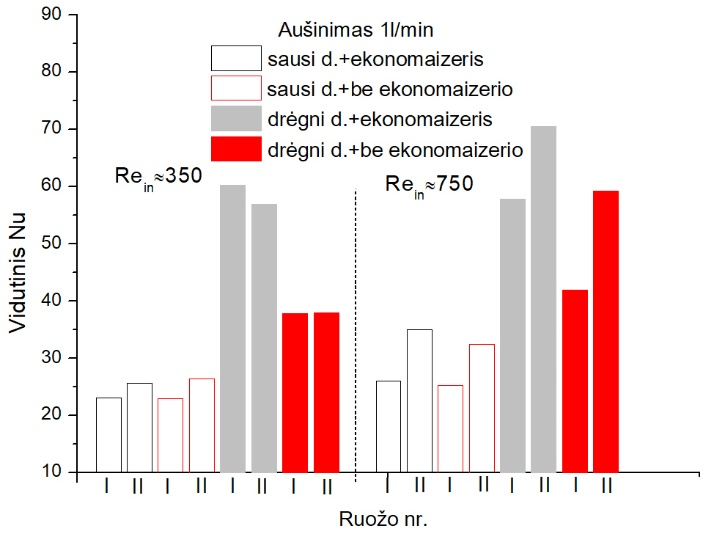 Aušinimas 1l/min
sausi d.+ekonomaizeris
sausi d.+be ekonomaizerio
drėgni d.+ekonomaizeris
drėgni d.+be ekonomaizerio
Re_in≈350
Re_in≈750
Vidutinis Nu
90
80
70
60
50
40
30
20
10
I II I II I II I II I II I II I II I II
Ruožo nr.